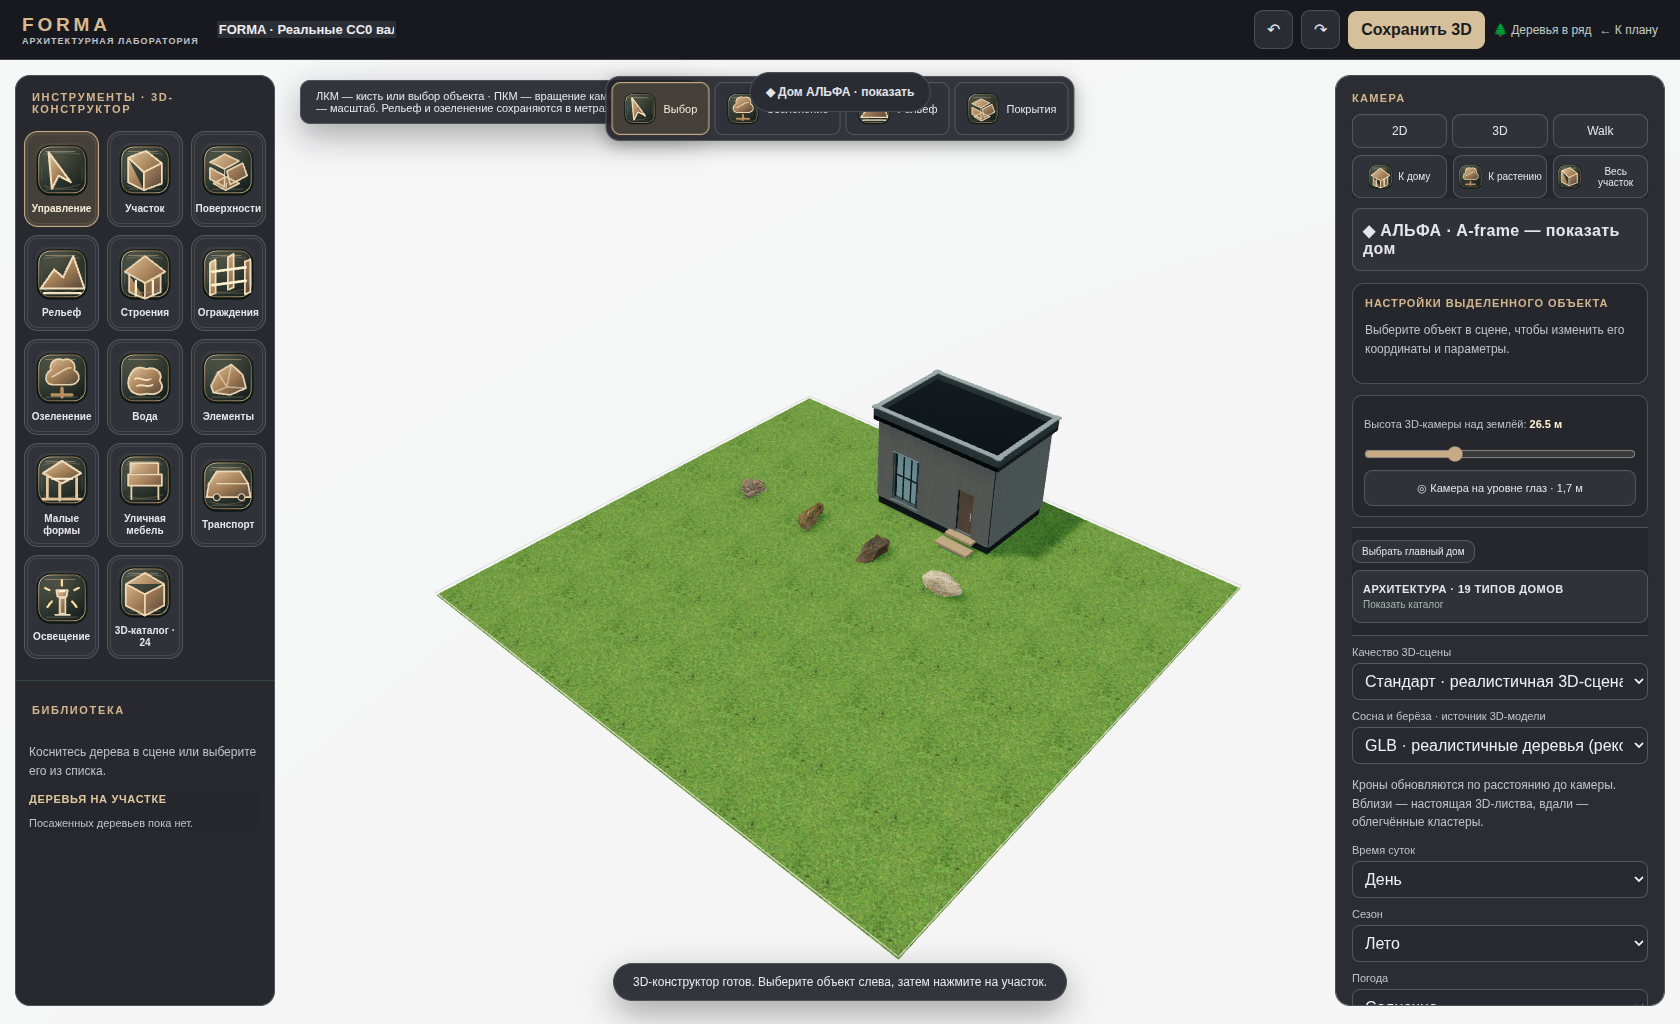 FORMA
АРХИТЕКТУРНАЯ ЛАБОРАТОРИЯ
FORMA · Реальные CC0 ва
↶
↷
Сохранить 3D
🌲 Деревья в ряд
← К плану
ИНСТРУМЕНТЫ · 3D-
КОНСТРУКТОР
Управление
Участок
Поверхности
Рельеф
Строения
Ограждения
Озеленение
Вода
Элементы
Малые
формы
Уличная
мебель
Транспорт
Освещение
3D-каталог ·
24
БИБЛИОТЕКА
Коснитесь дерева в сцене или выберите
его из списка.
ДЕРЕВЬЯ НА УЧАСТКЕ
Посаженных деревьев пока нет.
ЛКМ — кисть или выбор объекта · ПКМ — вращение кам
— масштаб. Рельеф и озеленение сохраняются в метра
Выбор
◆ Дом АЛЬФА · показать
Покрытия
3D-конструктор готов. Выберите объект слева, затем нажмите на участок.
КАМЕРА
2D
3D
Walk
К дому
К растению
Весь
участок
◆ АЛЬФА · A-frame — показать
дом
НАСТРОЙКИ ВЫДЕЛЕННОГО ОБЪЕКТА
Выберите объект в сцене, чтобы изменить его
координаты и параметры.
Высота 3D-камеры над землёй: 26.5 м
◎ Камера на уровне глаз · 1,7 м
Выбрать главный дом
АРХИТЕКТУРА · 19 ТИПОВ ДОМОВ
Показать каталог
Качество 3D-сцены
Стандарт · реалистичная 3D-сцена
Сосна и берёза · источник 3D-модели
GLB · реалистичные деревья (реко
Кроны обновляются по расстоянию до камеры.
Вблизи — настоящая 3D-листва, вдали —
облегчённые кластеры.
Время суток
День
Сезон
Лето
Погода